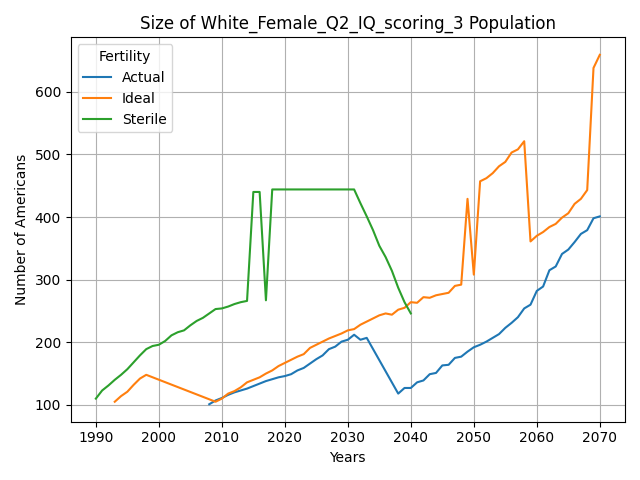 Size of White_Female_Q2_IQ_scoring_3 Population
Fertility
Actual
Ideal
Sterile
Number of Americans
600
500
400
300
200
100
1990
2000
2010
2020
2030
2040
2050
2060
2070
Years